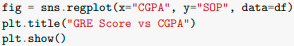 fig = sns.regplot(x="CGPA", y="SOP", data=df)
plt.title("GRE Score vs CGPA")
plt.show()